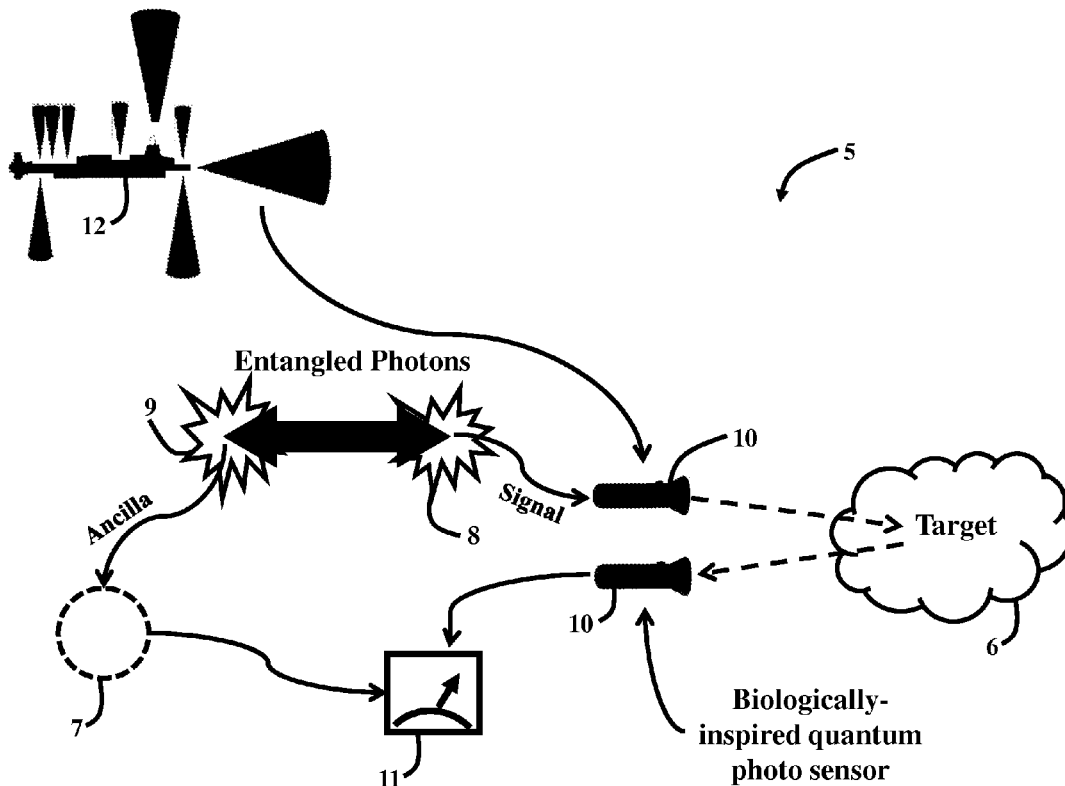 5
12
Entangled Photons
9
10
Ancilla
Signal
8
Target
10
6
7
11
Biologically-
inspired quantum
photo sensor